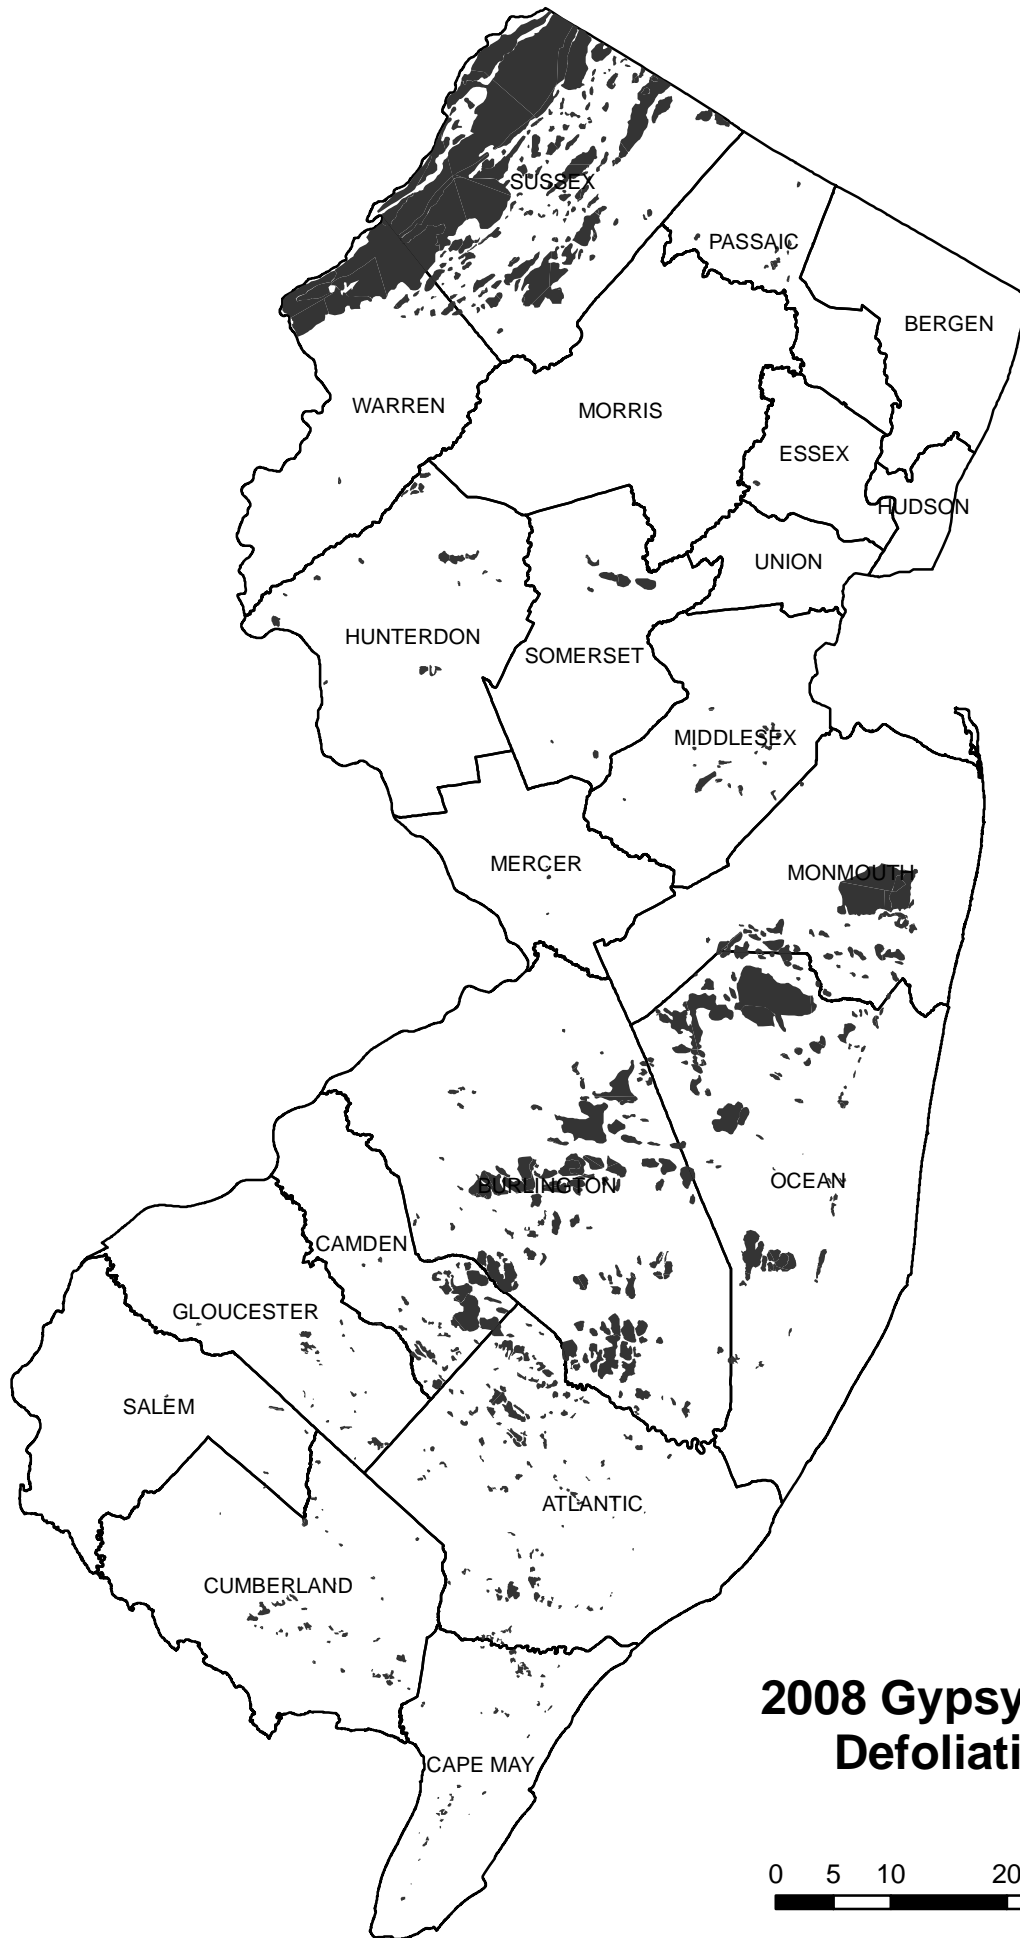 SUSSEX
PASSAIC
BERGEN
WARREN
MORRIS
ESSEX
HUDSON
UNION
HUNTERDON
SOMERSET
MIDDLESEX
MERCER
MONMOUTH
OCEAN
BURLINGTON
CAMDEN
GLOUCESTER
SALEM
ATLANTIC
CUMBERLAND
CAPE MAY
2008 Gypsy
Defoliati
0 5 10 20